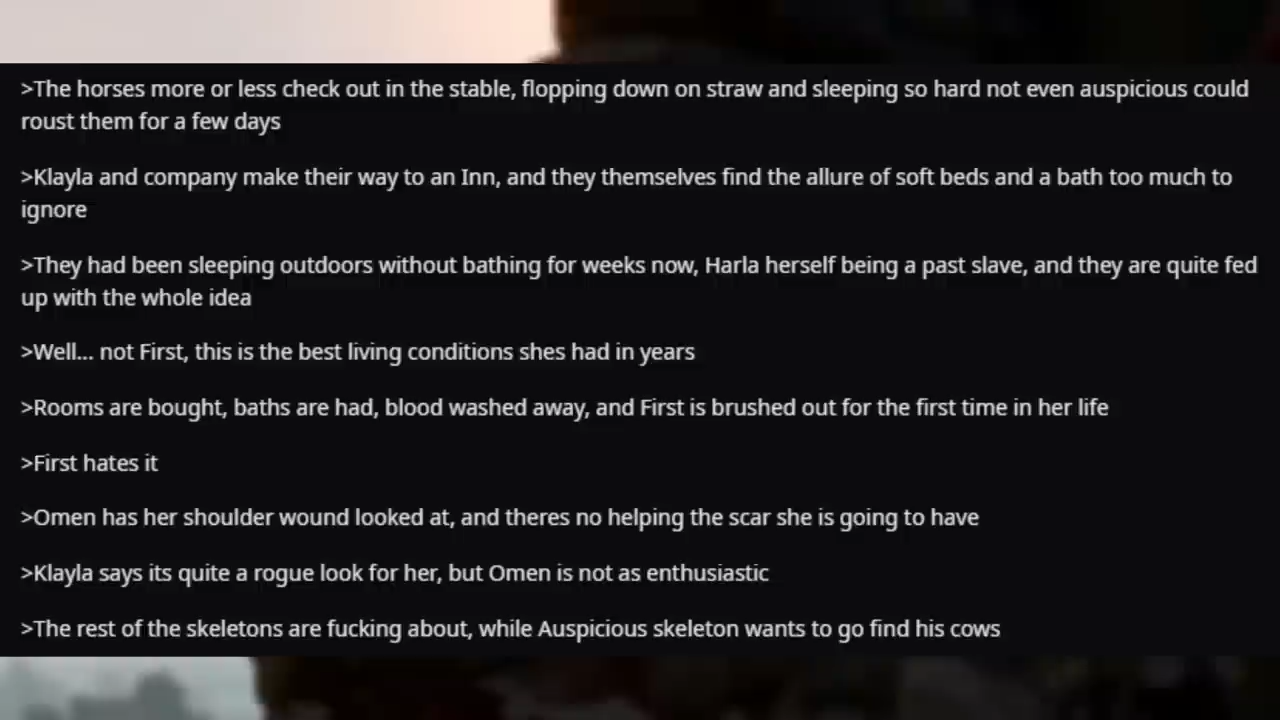 >The horses more or less check out in the stable, flopping down on straw and sleeping so hard not even auspicious could
roust them for a few days
>Klayla and company make their way to an Inn, and they themselves find the allure of soft beds and a bath too much to
ignore
>They had been sleeping outdoors without bathing for weeks now, Harla herself being a past slave, and they are quite fed
up with the whole idea
>Well... not First, this is the best living conditions shes had in years
>Rooms are bought, baths are had, blood washed away, and First is brushed out for the first time in her life
>First hates it
>Omen has her shoulder wound looked at, and theres no helping the scar she is going to have
>Klayla says its quite a rogue look for her, but Omen is not as enthusiastic
>The rest of the skeletons are fucking about, while Auspicious skeleton wants to go find his cows